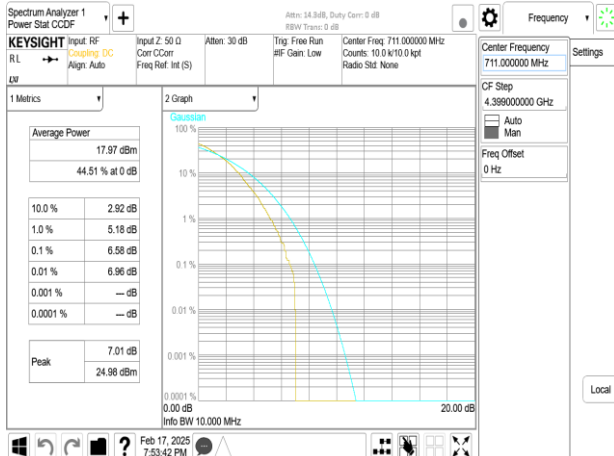 Spectrum Analyzer 1
Power Stat CCDF
+
Attn: 14.3dB, Duty Corr: 0 dB
RBW Trans: 0 dB
Frequency
KEYSIGHT
RL
LXI
Input: RF
Coupling: DC
Align: Auto
Input Z: 50 Ω
Corr CCorr
Freq Ref: Int (S)
Atten: 30 dB
Trig: Free Run
#IF Gain: Low
Center Freq: 711.000000 MHz
Counts: 10.0 k/10.0 kpt
Radio Std: None
Center Frequency
711.000000 MHz
Settings
CF Step
4.399000000 GHz
Auto
Man
Freq Offset
0 Hz
1 Metrics
Average Power
17.97 dBm
44.51 % at 0 dB
10.0 % 2.92 dB
1.0 % 5.18 dB
0.1 % 6.58 dB
0.01 % 6.96 dB
0.001 % --- dB
0.0001 % --- dB
Peak
7.01 dB
24.98 dBm
2 Graph
Gaussian
100 %
10 %
1 %
0.1 %
0.01 %
0.001 %
0.0001 %
0.00 dB
20.00 dB
Info BW 10.000 MHz
Local
?
Feb 17, 2025
7:53:42 PM